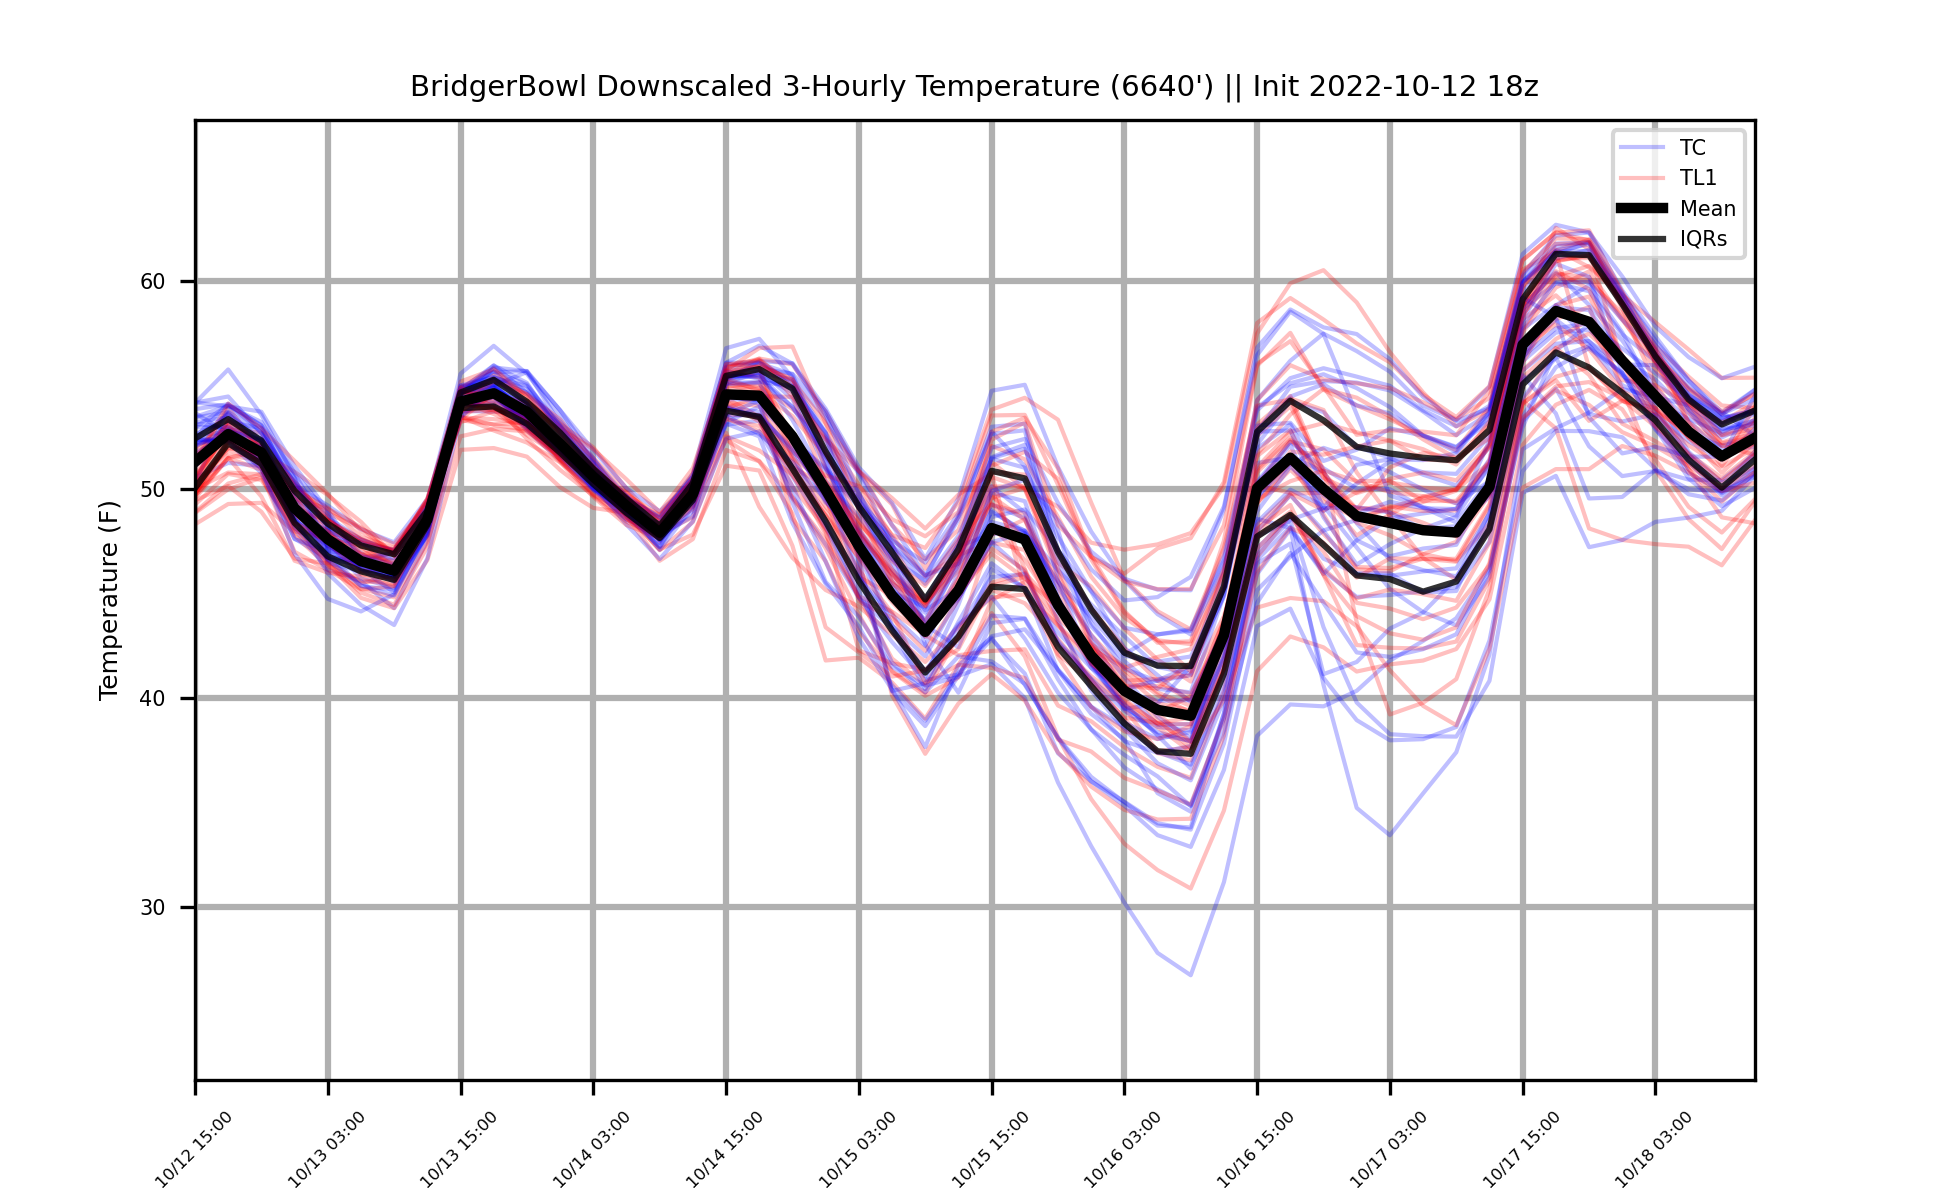 BridgerBowl Downscaled 3-Hourly Temperature (6640') || Init 2022-10-12 18z
TC
TL1
Mean
IQRs
Temperature (F)
60
50
40
30
10/12 15:00
10/13 03:00
10/13 15:00
10/14 03:00
10/14 15:00
10/15 03:00
10/15 15:00
10/16 03:00
10/16 15:00
10/17 03:00
10/17 15:00
10/18 03:00